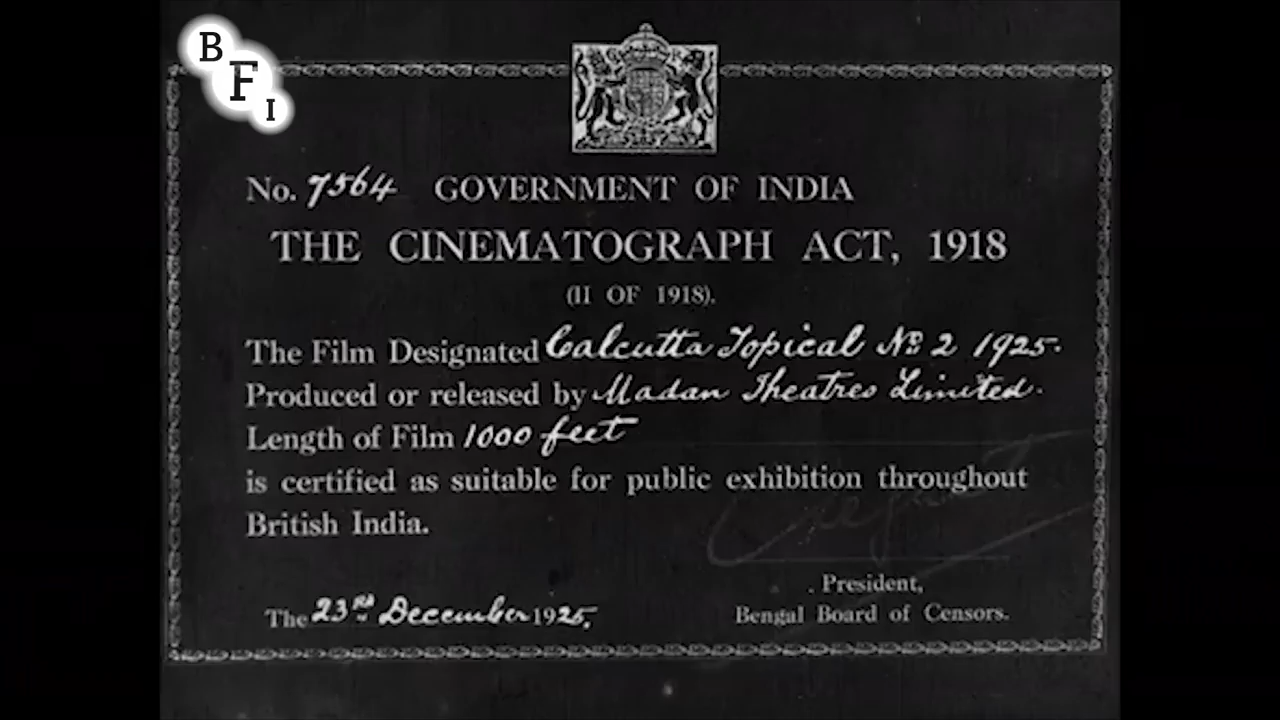 BFI
No. 7564 GOVERNMENT OF INDIA
THE CINEMATOGRAPH ACT, 1918
(II OF 1918).
The Film Designated Calcutta Topical No. 2 1925.
Produced or released by Madan Theatres Limited.
Length of Film 1000 feet
is certified as suitable for public exhibition throughout
British India.
President,
The 23rd December 1925.
Bengal Board of Censors.